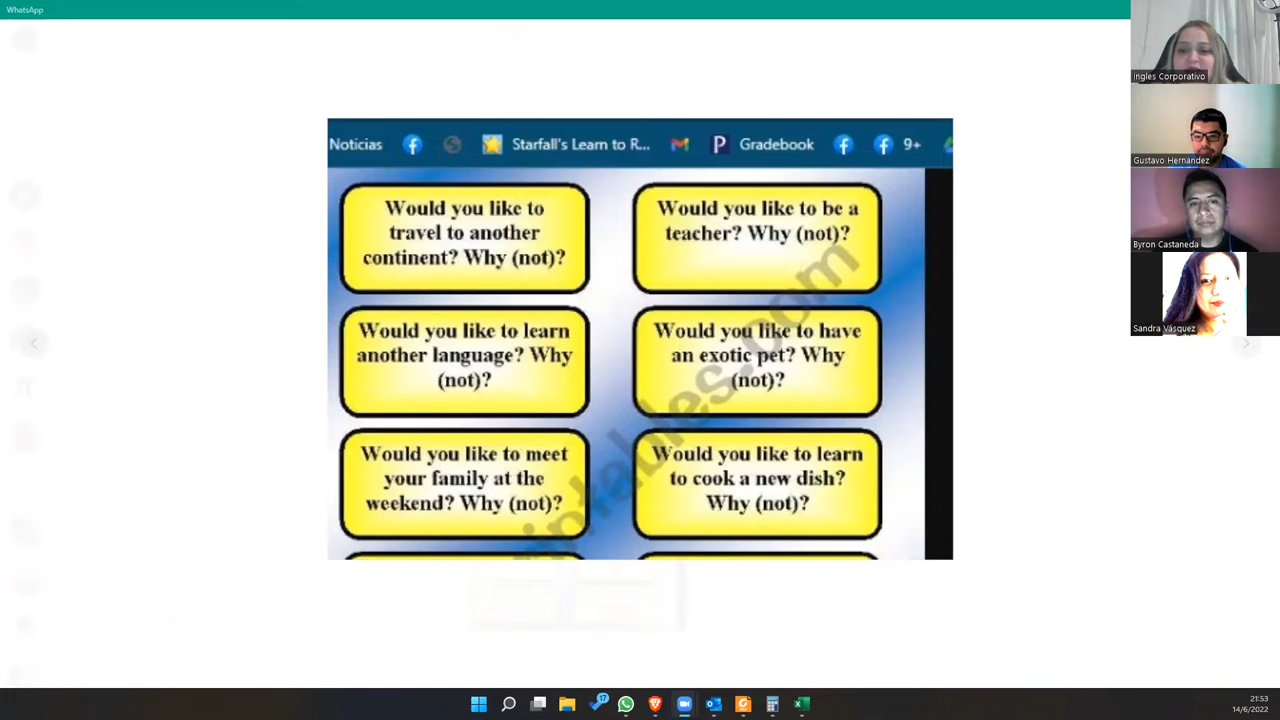 WhatsApp
Noticias
Starfall's Learn to R...
Gradebook
9+
Would you like to
travel to another
continent? Why (not)?
Would you like to be a
teacher? Why (not)?
Would you like to learn
another language? Why
(not)?
Would you like to have
an exotic pet? Why
(not)?
Would you like to meet
your family at the
weekend? Why (not)?
Would you like to learn
to cook a new dish?
Why (not)?
Ingles Corporativo
Gustavo Hernández
Byron Castaneda
Sandra Vásquez
17
21:53
14/6/2022